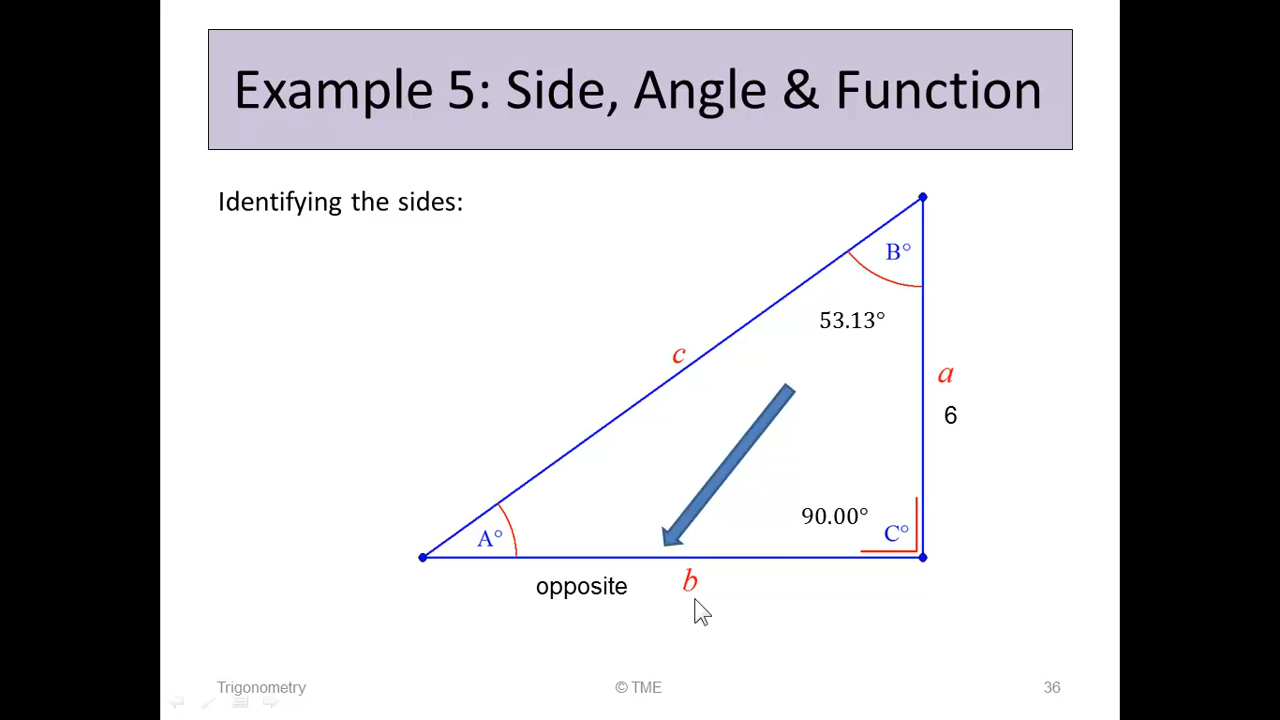 Example 5: Side, Angle & Function
Identifying the sides:
B°
53.13°
c
a
6
90.00°
C°
A°
opposite b
Trigonometry © TME 36